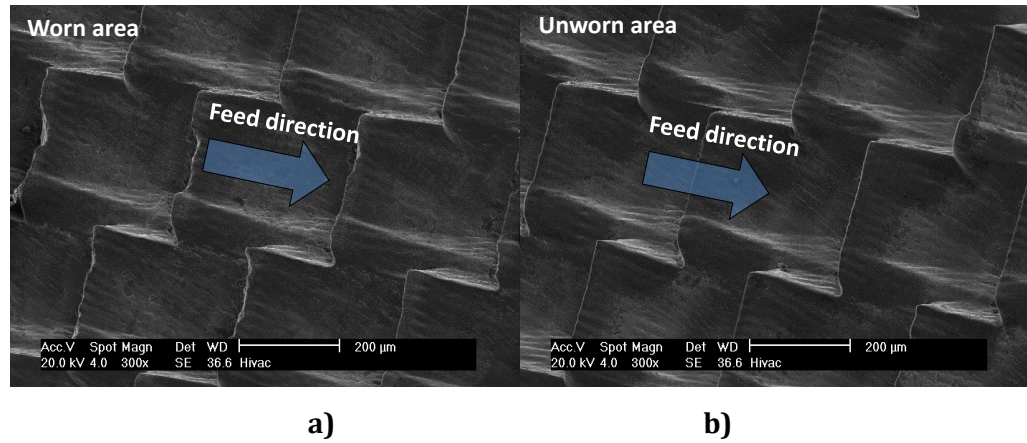 Worn area
Feed direction
Acc.V Spot Magn Det WD 200 µm
20.0 kV 4.0 300x SE 36.6 Hivac
a)
Unworn area
Feed direction
Acc.V Spot Magn Det WD 200 µm
20.0 kV 4.0 300x SE 36.6 Hivac
b)